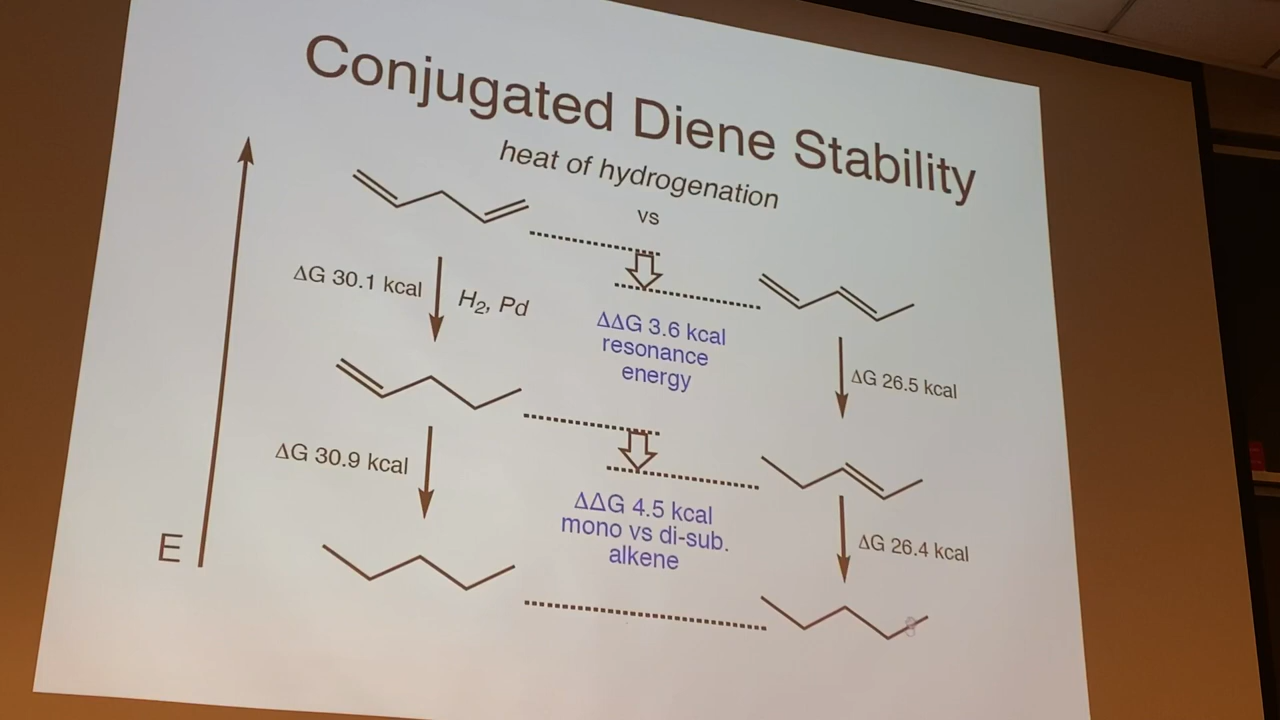 Conjugated Diene Stability
heat of hydrogenation
vs
ΔG 30.1 kcal
H₂, Pd
ΔΔG 3.6 kcal
resonance
energy
ΔG 26.5 kcal
ΔG 30.9 kcal
ΔΔG 4.5 kcal
mono vs di-sub.
alkene
ΔG 26.4 kcal
E